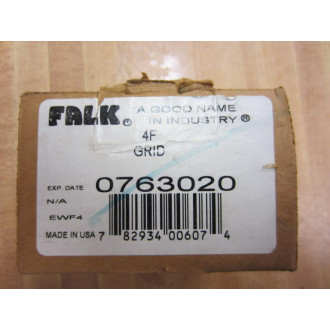 FALK® A GOOD NAME
IN INDUSTRY®
4F
GRID
EXP. DATE 0763020
N/A
EWF4
MADE IN USA 7 82934 00607 4